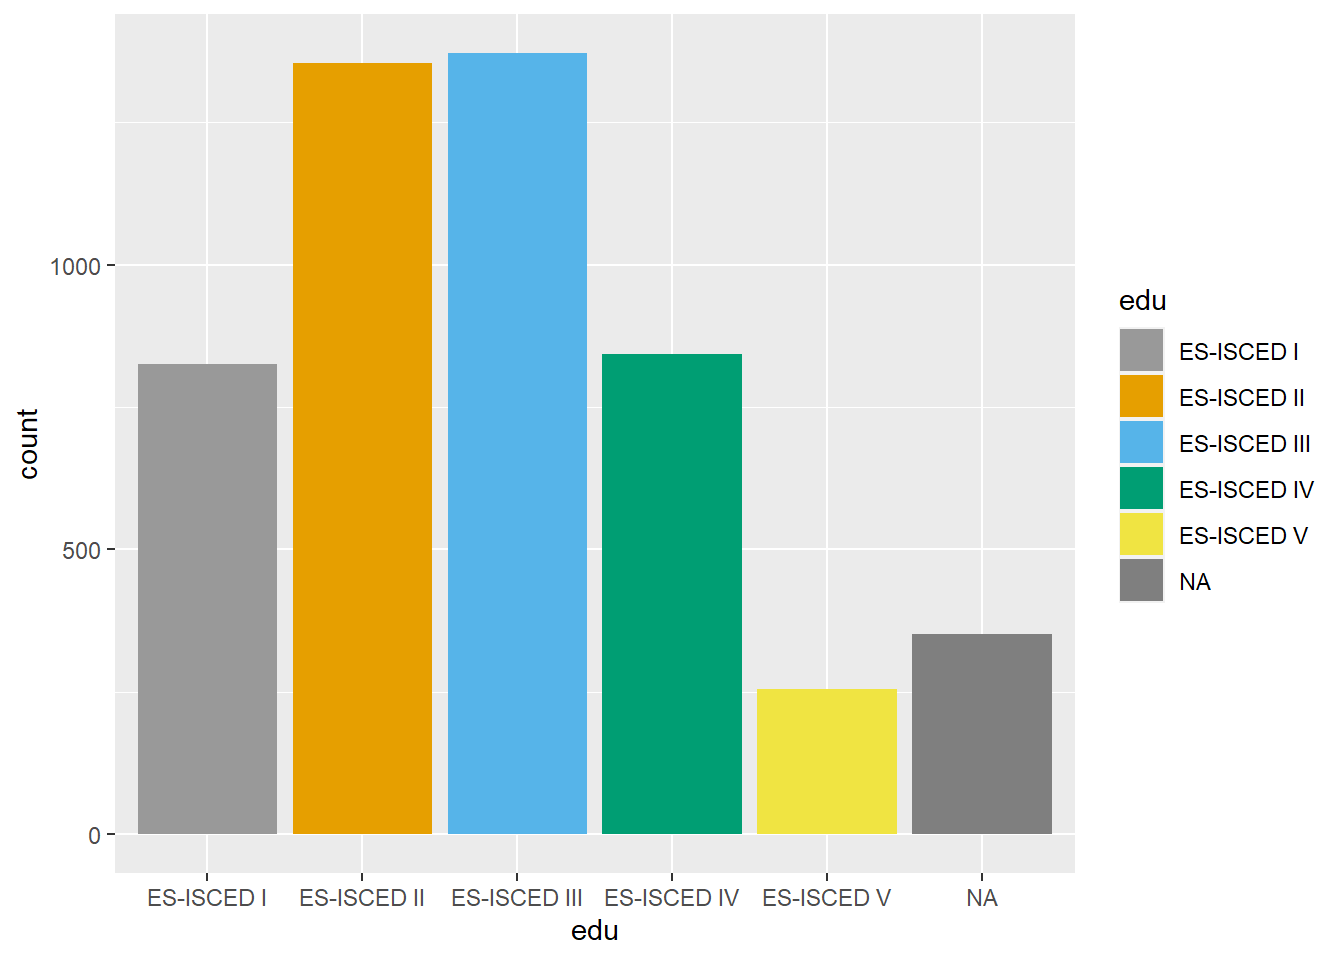 count
1000
500
0
ES-ISCED I ES-ISCED II ES-ISCED III ES-ISCED IV ES-ISCED V NA
edu
edu
ES-ISCED I
ES-ISCED II
ES-ISCED III
ES-ISCED IV
ES-ISCED V
NA